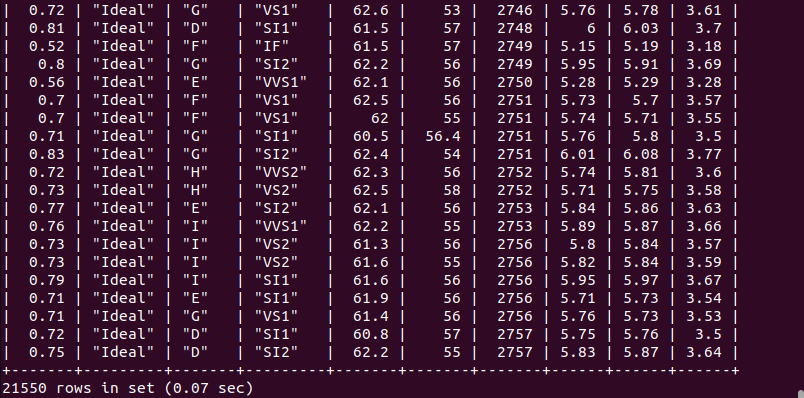 |  0.72 | "Ideal" | "G"   | "VS1"   |  62.6 |    53 |  2746 | 5.76 |  5.78 | 3.61 |
|  0.81 | "Ideal" | "D"   | "SI1"   |  61.5 |    57 |  2748 |    6 |  6.03 |  3.7 |
|  0.52 | "Ideal" | "F"   | "IF"    |  61.5 |    57 |  2749 | 5.15 |  5.19 | 3.18 |
|   0.8 | "Ideal" | "G"   | "SI2"   |  62.2 |    56 |  2749 | 5.95 |  5.91 | 3.69 |
|  0.56 | "Ideal" | "E"   | "VVS1"  |  62.1 |    56 |  2750 | 5.28 |  5.29 | 3.28 |
|   0.7 | "Ideal" | "F"   | "VS1"   |  62.5 |    56 |  2751 | 5.73 |   5.7 | 3.57 |
|   0.7 | "Ideal" | "F"   | "VS1"   |    62 |    55 |  2751 | 5.74 |  5.71 | 3.55 |
|  0.71 | "Ideal" | "G"   | "SI1"   |  60.5 |  56.4 |  2751 | 5.76 |   5.8 |  3.5 |
|  0.83 | "Ideal" | "G"   | "SI2"   |  62.4 |    54 |  2751 | 6.01 |  6.08 | 3.77 |
|  0.72 | "Ideal" | "H"   | "VVS2"  |  62.3 |    56 |  2752 | 5.74 |  5.81 |  3.6 |
|  0.73 | "Ideal" | "H"   | "VS2"   |  62.5 |    58 |  2752 | 5.71 |  5.75 | 3.58 |
|  0.77 | "Ideal" | "E"   | "SI2"   |  62.1 |    56 |  2753 | 5.84 |  5.86 | 3.63 |
|  0.76 | "Ideal" | "I"   | "VVS1"  |  62.2 |    55 |  2753 | 5.89 |  5.87 | 3.66 |
|  0.73 | "Ideal" | "I"   | "VS2"   |  61.3 |    56 |  2756 |  5.8 |  5.84 | 3.57 |
|  0.73 | "Ideal" | "I"   | "VS2"   |  61.6 |    55 |  2756 | 5.82 |  5.84 | 3.59 |
|  0.79 | "Ideal" | "I"   | "SI1"   |  61.6 |    56 |  2756 | 5.95 |  5.97 | 3.67 |
|  0.71 | "Ideal" | "E"   | "SI1"   |  61.9 |    56 |  2756 | 5.71 |  5.73 | 3.54 |
|  0.71 | "Ideal" | "G"   | "VS1"   |  61.4 |    56 |  2756 | 5.76 |  5.73 | 3.53 |
|  0.72 | "Ideal" | "D"   | "SI1"   |  60.8 |    57 |  2757 | 5.75 |  5.76 |  3.5 |
|  0.75 | "Ideal" | "D"   | "SI2"   |  62.2 |    55 |  2757 | 5.83 |  5.87 | 3.64 |
+-------+---------+-------+---------+-------+-------+-------+------+------+------+
21550 rows in set (0.07 sec)